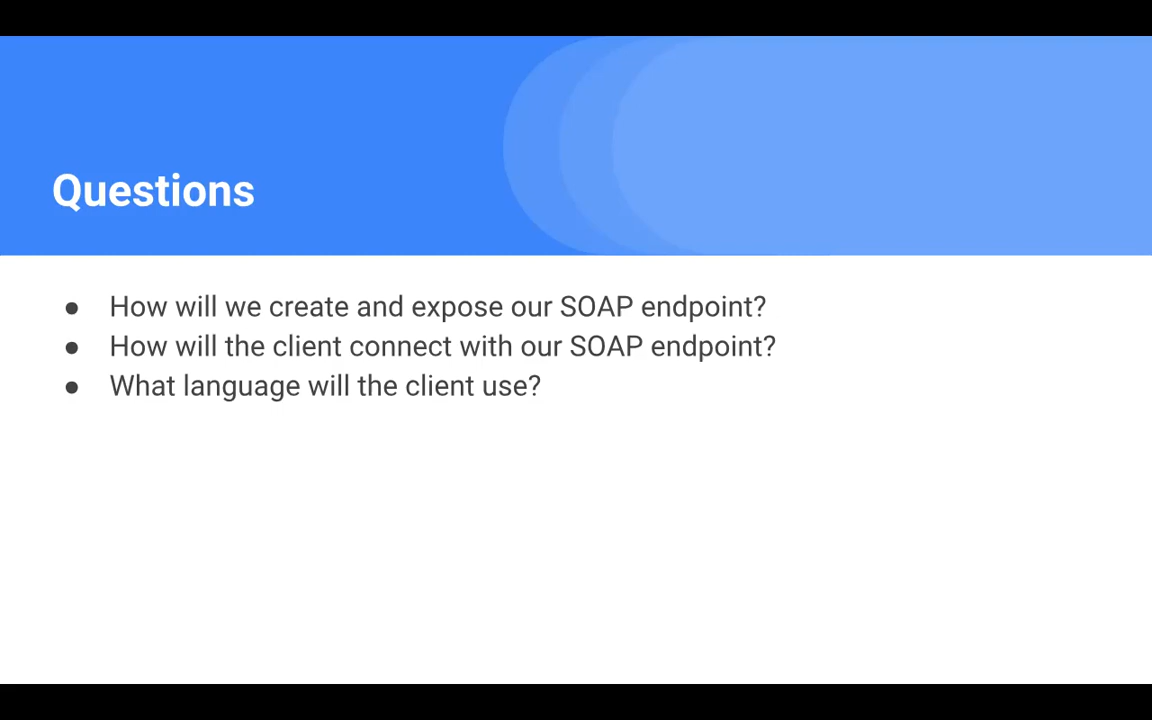 Questions
● How will we create and expose our SOAP endpoint?
● How will the client connect with our SOAP endpoint?
● What language will the client use?